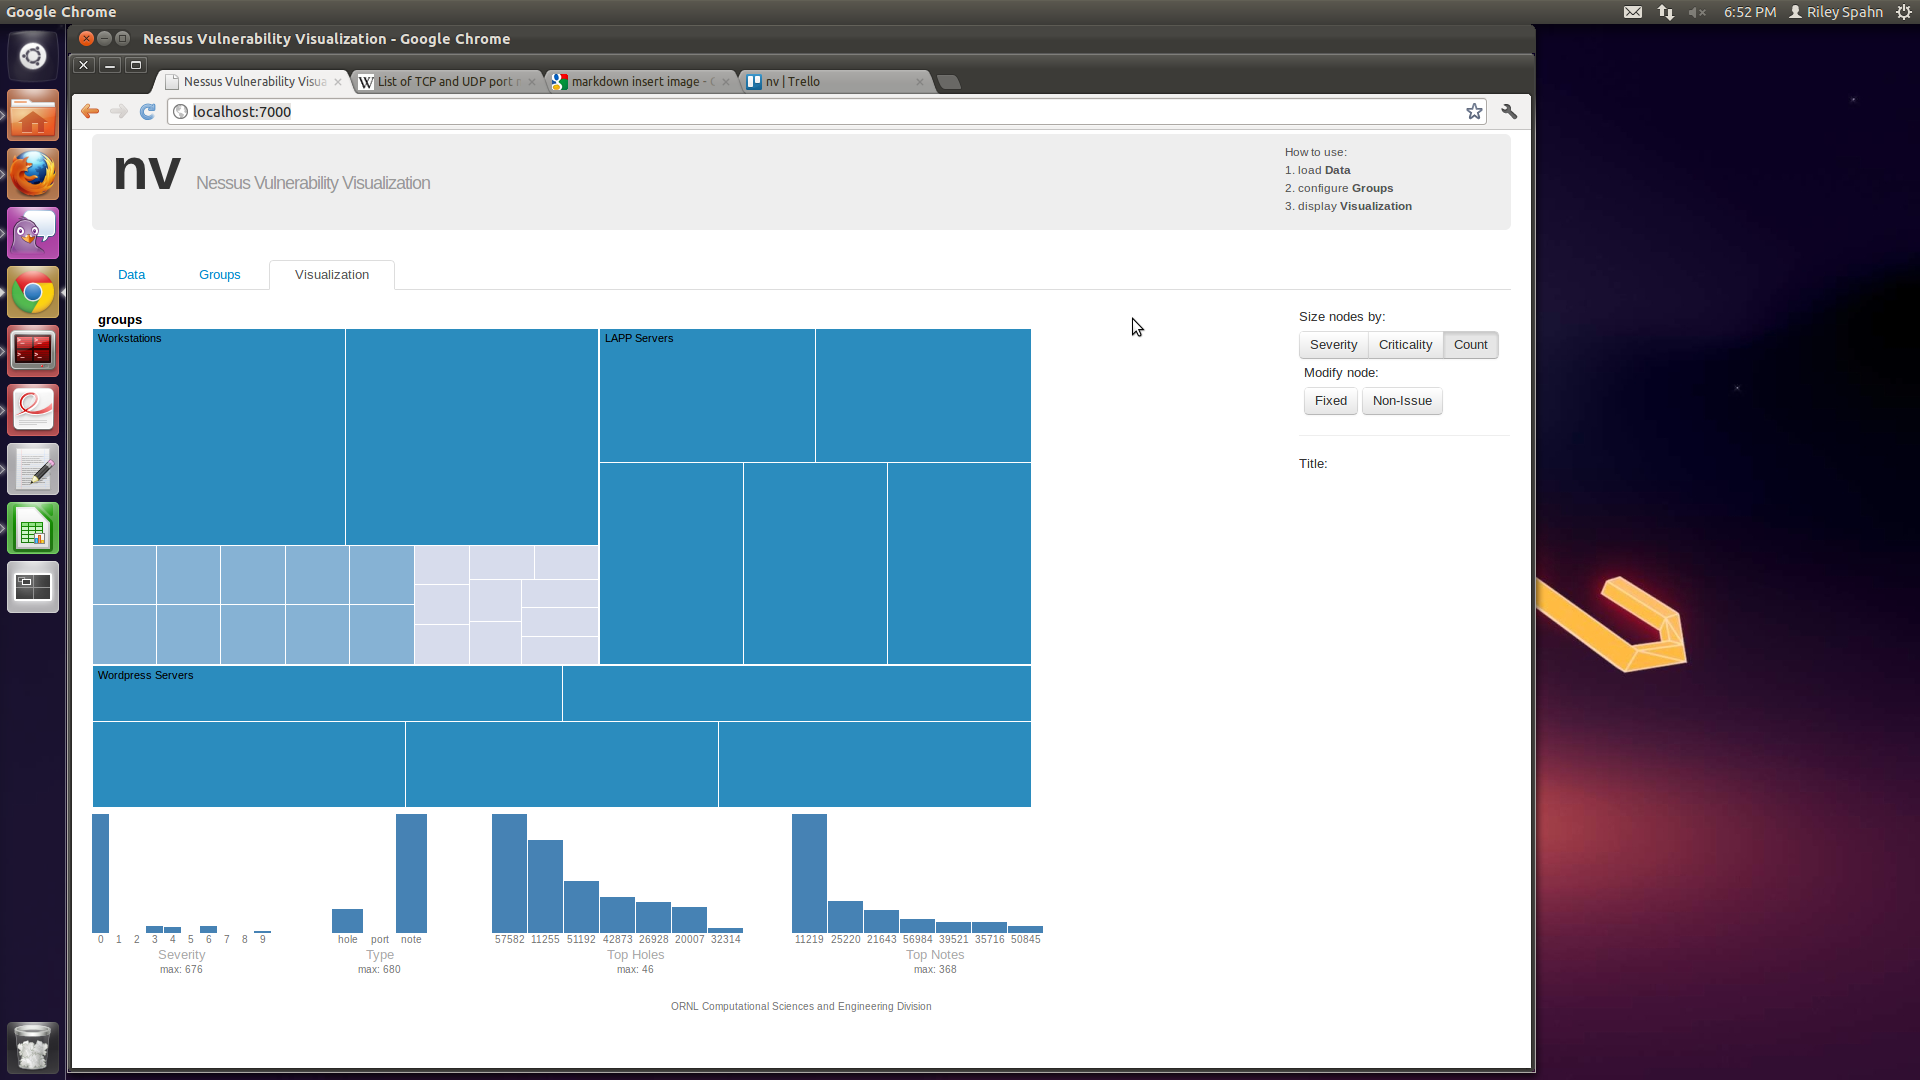 Google Chrome
6:52 PM
Riley Spahn
Nessus Vulnerability Visualization - Google Chrome
Nessus Vulnerability Visua
List of TCP and UDP port
markdown insert image -
nv | Trello
localhost:7000
nv
Nessus Vulnerability Visualization
How to use:
1. load Data
2. configure Groups
3. display Visualization
Data
Groups
Visualization
groups
Workstations
LAPP Servers
Wordpress Servers
Size nodes by:
Severity
Criticality
Count
Modify node:
Fixed
Non-Issue
Title:
0 1 2 3 4 5 6 7 8 9
Severity
max: 676
hole port note
Type
max: 680
57582 11255 51192 42873 26928 20007 32314
Top Holes
max: 46
11219 25220 21643 56984 39521 35716 50845
Top Notes
max: 368
ORNL Computational Sciences and Engineering Division